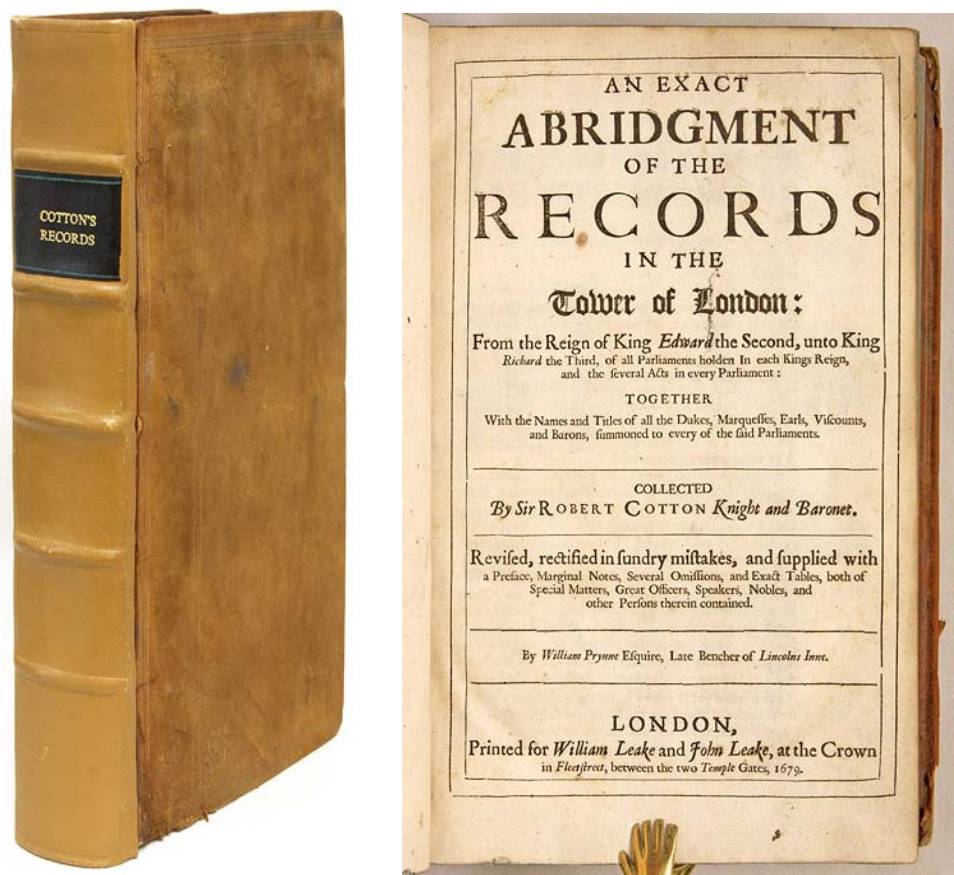 COTTON'S
RECORDS
AN EXACT
ABRIDGMENT
OF THE
RECORDS
IN THE
Tower of London:
From the Reign of King Edward the Second, unto King
Richard the Third, of all Parliaments holden In each Kings Reign,
and the ſeveral Acts in every Parliament:
TOGETHER
With the Names and Titles of all the Dukes, Marqueſſes, Earls, Viſcounts,
and Barons, ſummoned to every of the ſaid Parliaments.
COLLECTED
By Sir ROBERT COTTON Knight and Baronet.
Reviſed, rectified in ſundry miſtakes, and ſupplied with
a Preface, Marginal Notes, Several Omiſſions, and Exact Tables, both of
Special Matters, Great Officers, Speakers, Nobles, and
other Perſons therein contained.
By William Prynne Eſquire, Late Bencher of Lincolns Inne.
LONDON,
Printed for William Leake and John Leake, at the Crown
in Fleetſtreet, between the two Temple Gates, 1679.